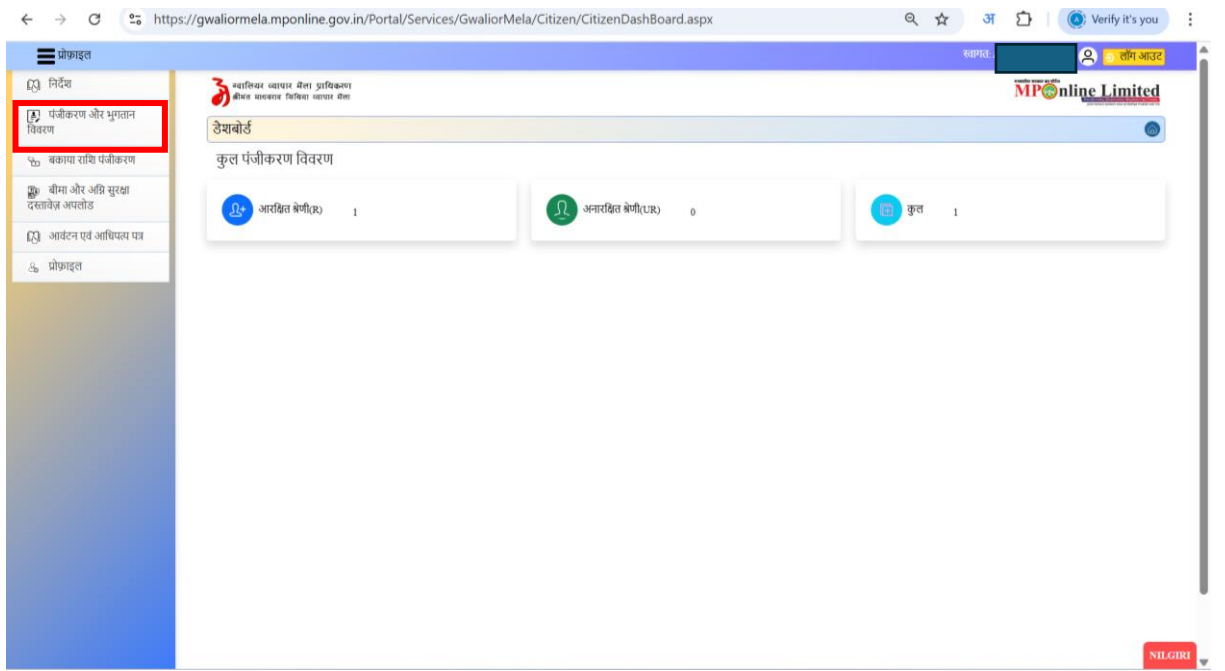 https://gwaliormela.mponline.gov.in/Portal/Services/GwaliorMela/Citizen/CitizenDashBoard.aspx
अ
Verify it's you
प्रोफ़ाइल
स्वागत:
लॉग आउट
निर्देश
पंजीकरण और भुगतान
विवरण
बकाया राशि पंजीकरण
बीमा और अग्नि सुरक्षा
दस्तावेज़ अपलोड
आवंटन एवं आधिपत्य पत्र
प्रोफ़ाइल
ग्वालियर व्यापार मेला प्राधिकरण
श्रीमंत माधवराव सिंधिया व्यापार मेला
MPOnline Limited
डैशबोर्ड
कुल पंजीकरण विवरण
आरक्षित श्रेणी(R) 1
अनारक्षित श्रेणी(UR) 0
कुल 1
NILGIRI